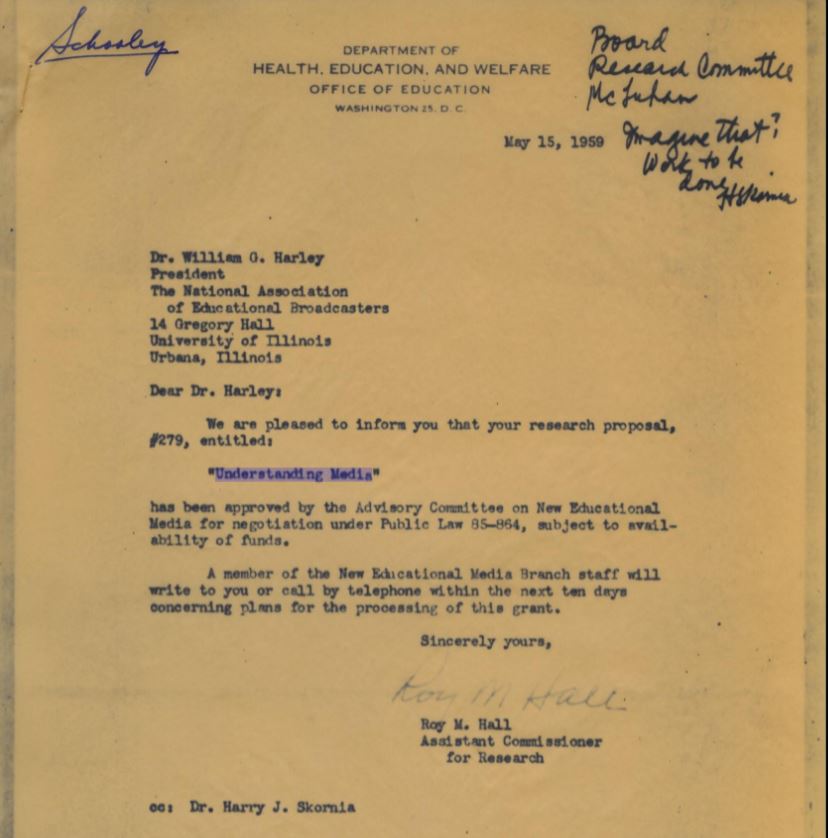 Schooley
DEPARTMENT OF
HEALTH, EDUCATION, AND WELFARE
OFFICE OF EDUCATION
WASHINGTON 25, D. C.
Board
Research Committee
McLuhan
May 15, 1959
Imagine that!
Work to be
done
HJSkornia
Dr. William G. Harley
President
The National Association
of Educational Broadcasters
14 Gregory Hall
University of Illinois
Urbana, Illinois
Dear Dr. Harley:
We are pleased to inform you that your research proposal,
#279, entitled:
"Understanding Media"
has been approved by the Advisory Committee on New Educational
Media for negotiation under Public Law 85-864, subject to avail-
ability of funds.
A member of the New Educational Media Branch staff will
write to you or call by telephone within the next ten days
concerning plans for the processing of this grant.
Sincerely yours,
Roy M Hall
Roy M. Hall
Assistant Commissioner
for Research
cc: Dr. Harry J. Skornia